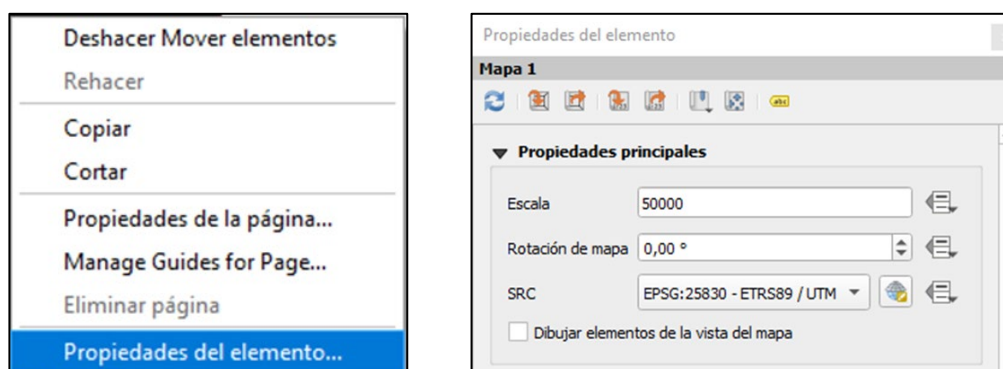 Deshacer Mover elementos
Rehacer
Copiar
Cortar
Propiedades de la página...
Manage Guides for Page...
Eliminar página
Propiedades del elemento...
Propiedades del elemento
Mapa 1
abc
Propiedades principales
Escala 50000
Rotación de mapa 0,00 °
SRC EPSG:25830 - ETRS89 / UTM
Dibujar elementos de la vista del mapa